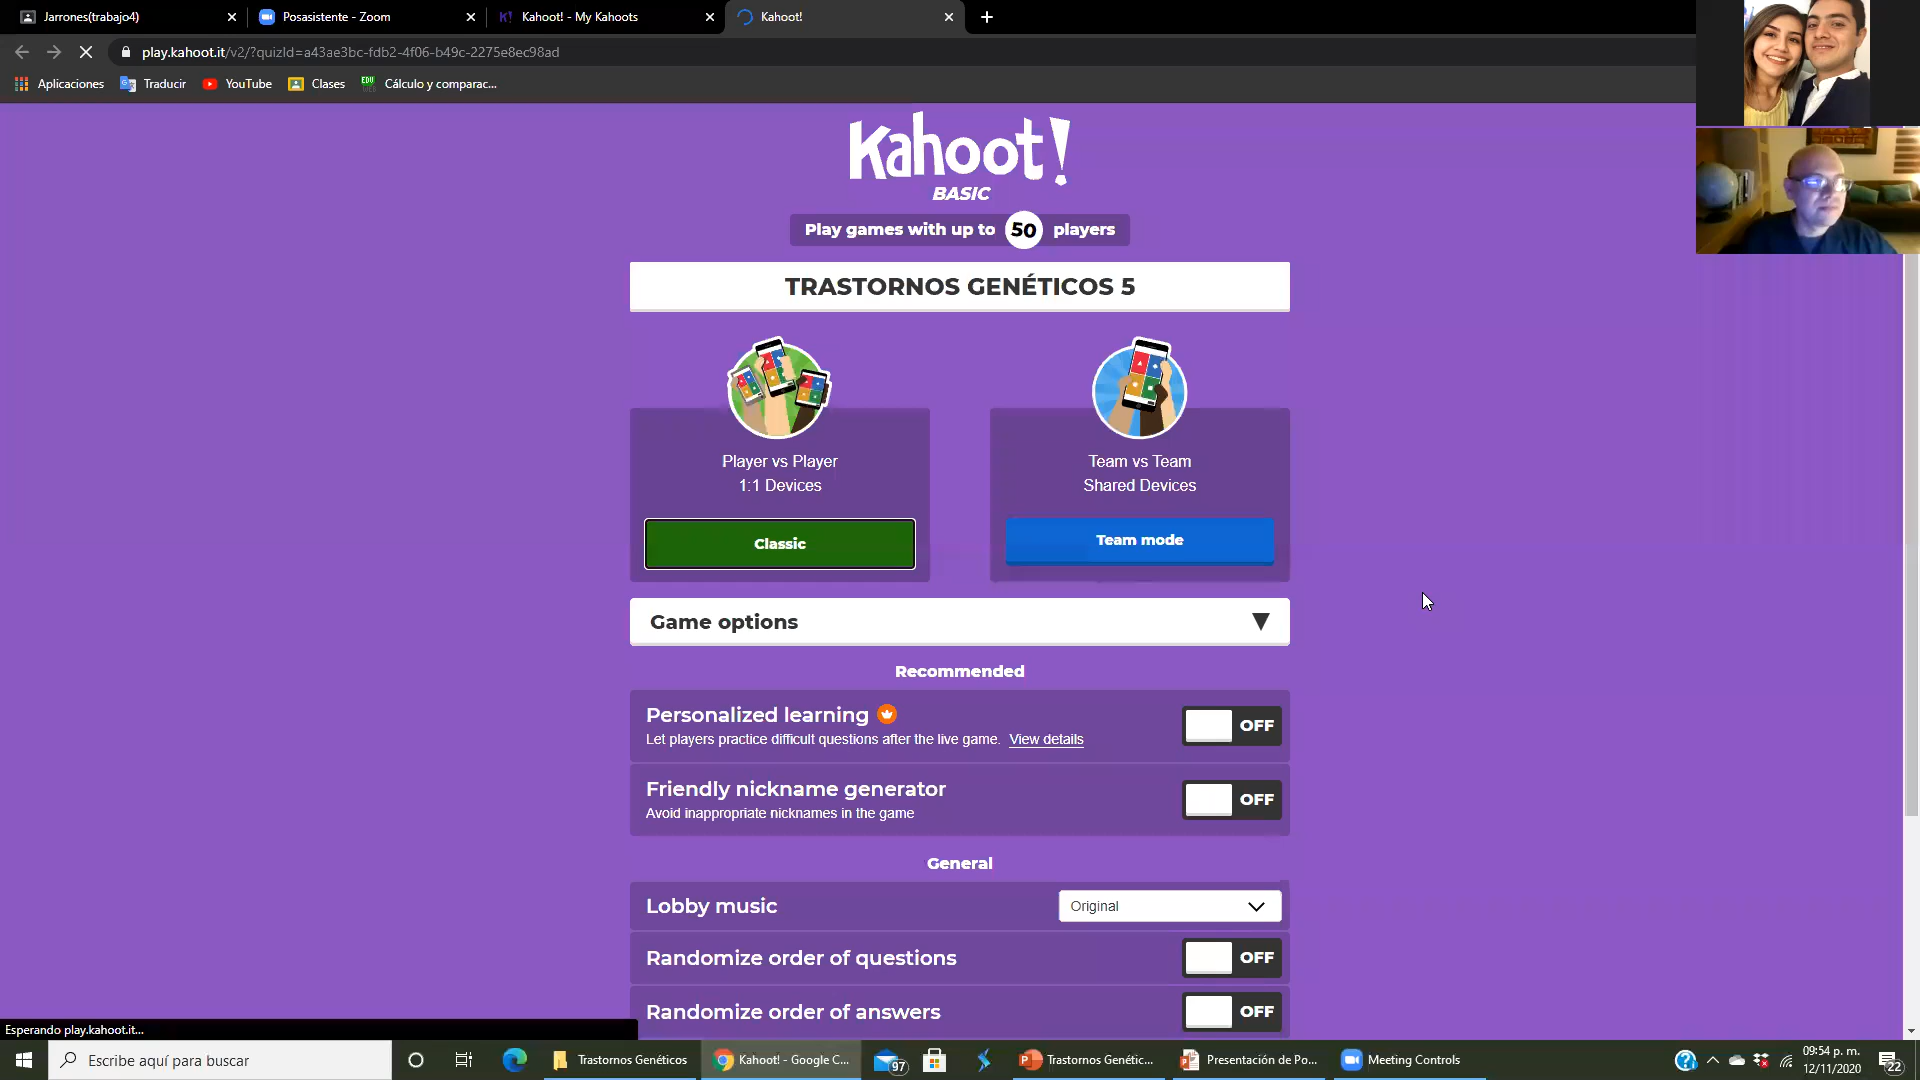 Jarrones(trabajo4)
Posasistente - Zoom
Kahoot! - My Kahoots
Kahoot!
play.kahoot.it/v2/?quizId=a43ae3bc-fdb2-4f06-b49c-2275e8ec98ad
Aplicaciones
Traducir
YouTube
Clases
Cálculo y comparac...
Kahoot!
BASIC
Play games with up to 50 players
TRASTORNOS GENÉTICOS 5
Player vs Player
1:1 Devices
Classic
Team vs Team
Shared Devices
Team mode
Game options
Recommended
Personalized learning
Let players practice difficult questions after the live game. View details
OFF
Friendly nickname generator
Avoid inappropriate nicknames in the game
OFF
General
Lobby music
Original
Randomize order of questions
OFF
Randomize order of answers
OFF
Esperando play.kahoot.it...
Escribe aquí para buscar
Trastornos Genéticos
Kahoot! - Google C...
97
Trastornos Genétic...
Presentación de Po...
Meeting Controls
09:54 p. m.
12/11/2020
22